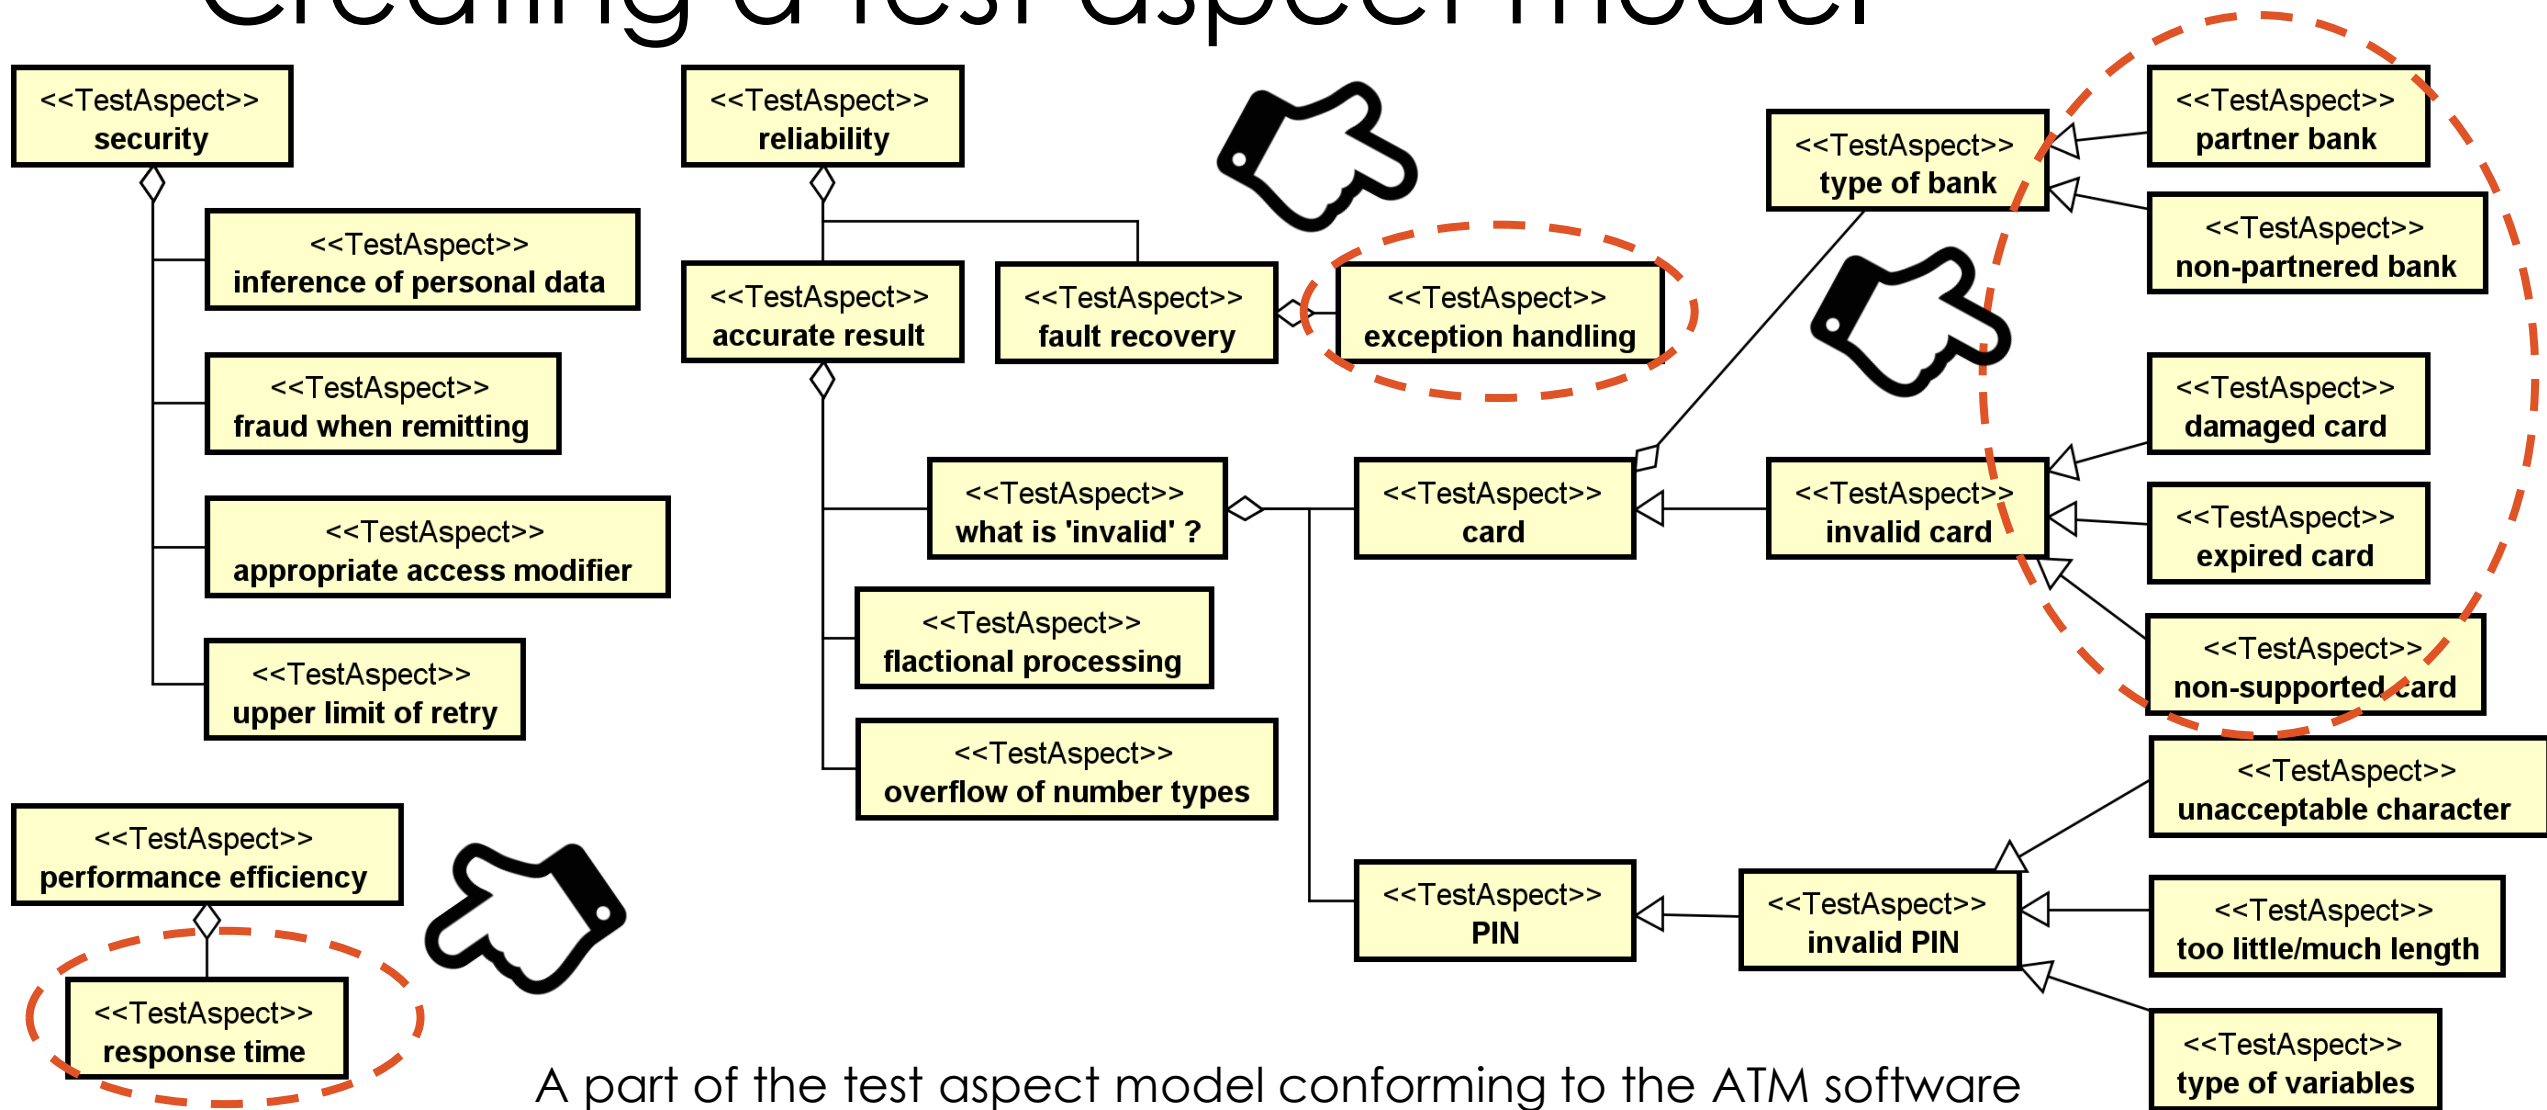 Creating a test aspect model
<<TestAspect>>
security
<<TestAspect>>
inference of personal data
<<TestAspect>>
fraud when remitting
<<TestAspect>>
appropriate access modifier
<<TestAspect>>
upper limit of retry
<<TestAspect>>
performance efficiency
<<TestAspect>>
response time
<<TestAspect>>
reliability
<<TestAspect>>
accurate result
<<TestAspect>>
fault recovery
<<TestAspect>>
exception handling
<<TestAspect>>
what is 'invalid' ?
<<TestAspect>>
flactional processing
<<TestAspect>>
overflow of number types
<<TestAspect>>
card
<<TestAspect>>
PIN
<<TestAspect>>
type of bank
<<TestAspect>>
invalid card
<<TestAspect>>
invalid PIN
<<TestAspect>>
partner bank
<<TestAspect>>
non-partnered bank
<<TestAspect>>
damaged card
<<TestAspect>>
expired card
<<TestAspect>>
non-supported card
<<TestAspect>>
unacceptable character
<<TestAspect>>
too little/much length
<<TestAspect>>
type of variables
A part of the test aspect model conforming to the ATM software